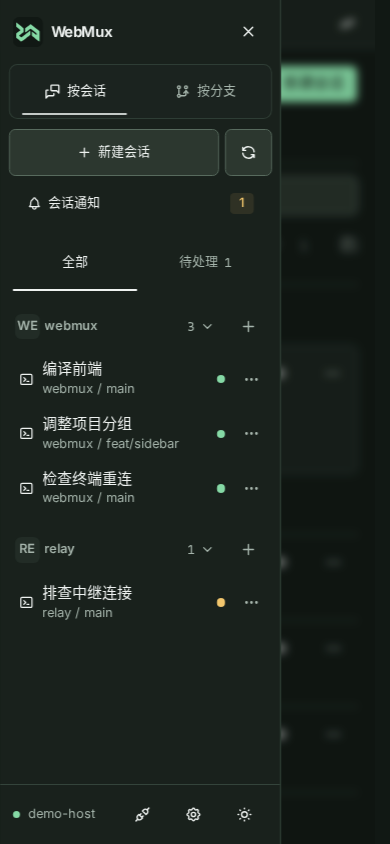 WebMux
按会话
按分支
新建会话
会话通知
1
全部
待处理 1
WE webmux 3
编译前端
webmux / main
调整项目分组
webmux / feat/sidebar
检查终端重连
webmux / main
RE relay 1
排查中继连接
relay / main
demo-host